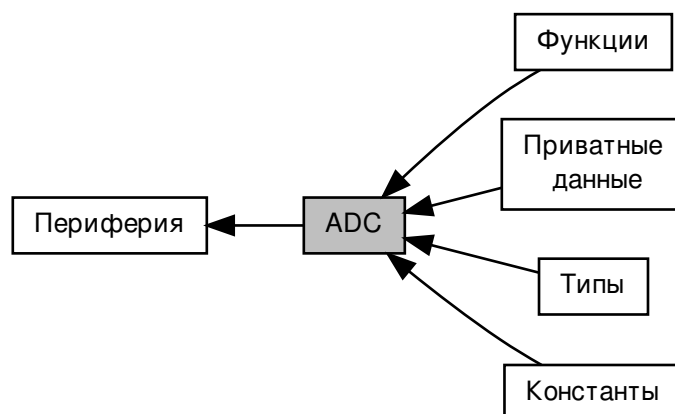 Функции
Приватные
данные
Периферия
ADC
Типы
Константы